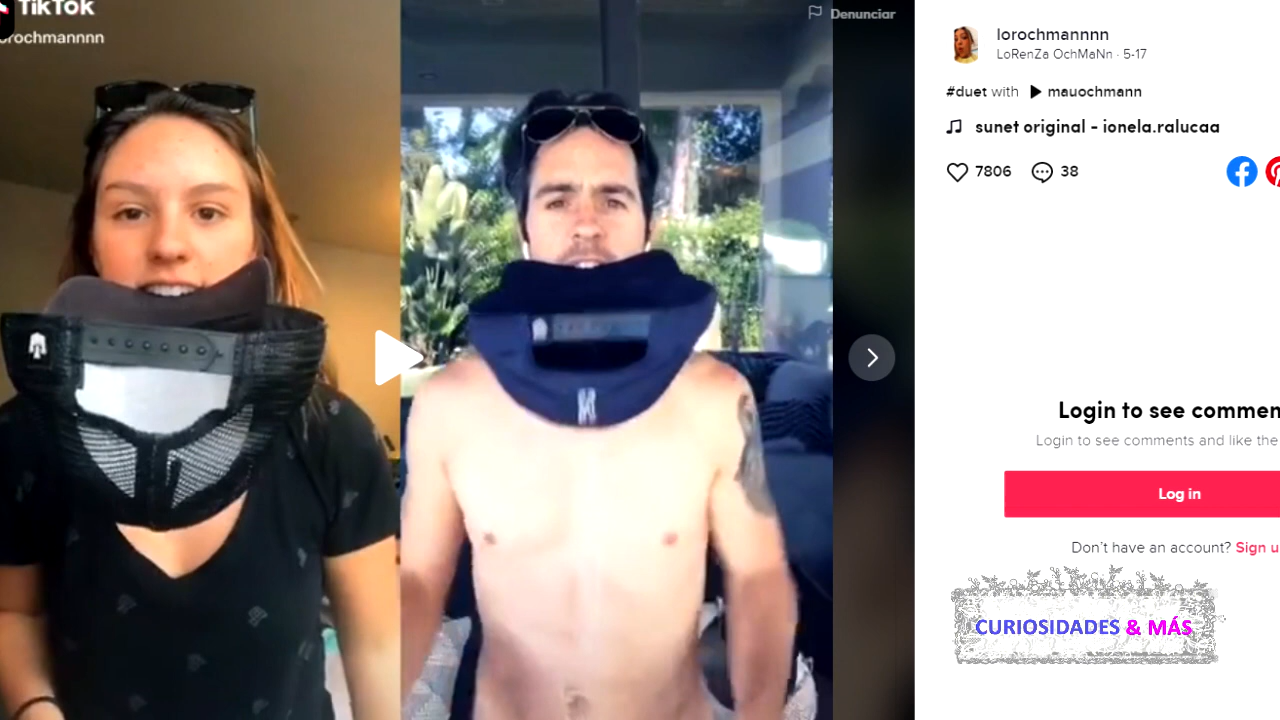 TikTok
orochmannnn
Denunciar
lorochmannnn
LoRenZa OchMaNn · 5-17
#duet with ▶ mauochmann
sunet original - ionela.ralucaa
7806 38
Login to see commen
Login to see comments and like the
Log in
Don't have an account? Sign u
CURIOSIDADES & MÁS